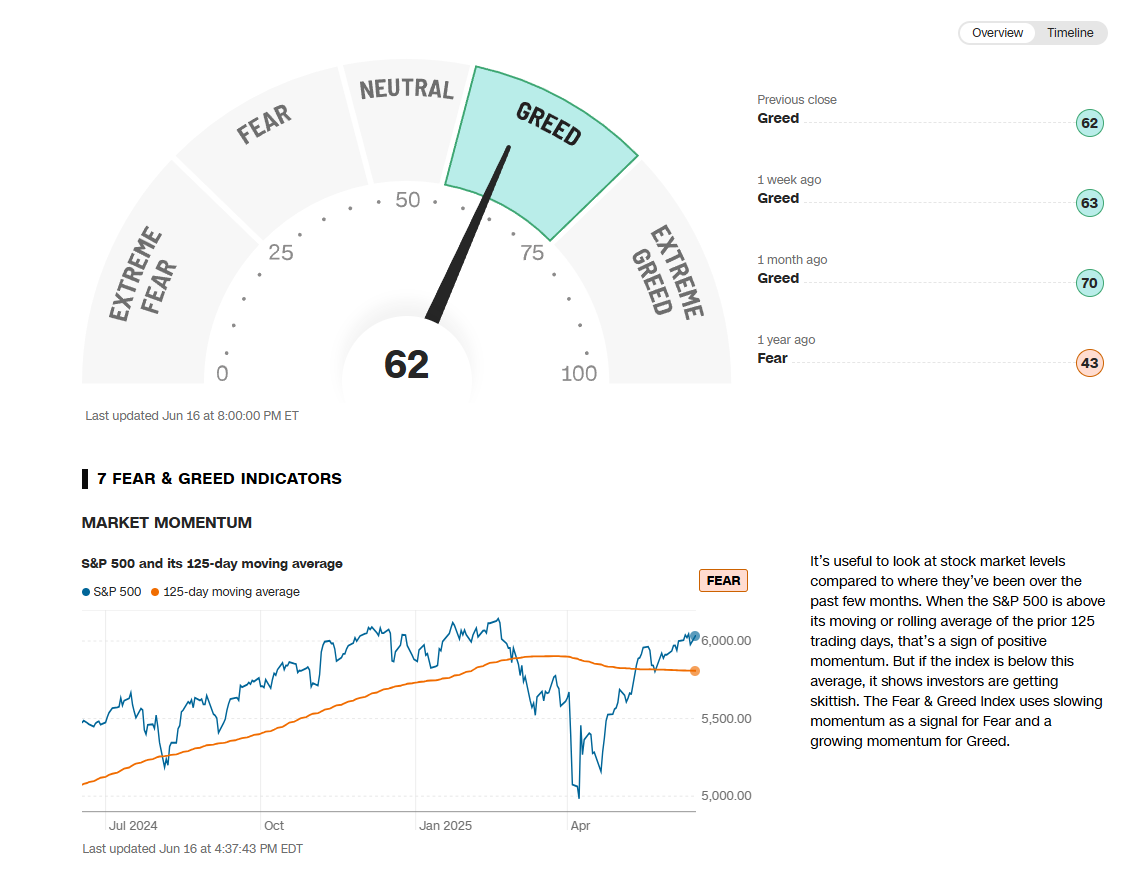 Overview Timeline
EXTREME
FEAR
FEAR
NEUTRAL
GREED
EXTREME
GREED
0
25
50
75
100
62
Last updated Jun 16 at 8:00:00 PM ET
Previous close
Greed 62
1 week ago
Greed 63
1 month ago
Greed 70
1 year ago
Fear 43
7 FEAR & GREED INDICATORS
MARKET MOMENTUM
S&P 500 and its 125-day moving average
S&P 500 125-day moving average
FEAR
6,000.00
5,500.00
5,000.00
Jul 2024 Oct Jan 2025 Apr
Last updated Jun 16 at 4:37:43 PM EDT
It’s useful to look at stock market levels
compared to where they’ve been over the
past few months. When the S&P 500 is above
its moving or rolling average of the prior 125
trading days, that’s a sign of positive
momentum. But if the index is below this
average, it shows investors are getting
skittish. The Fear & Greed Index uses slowing
momentum as a signal for Fear and a
growing momentum for Greed.